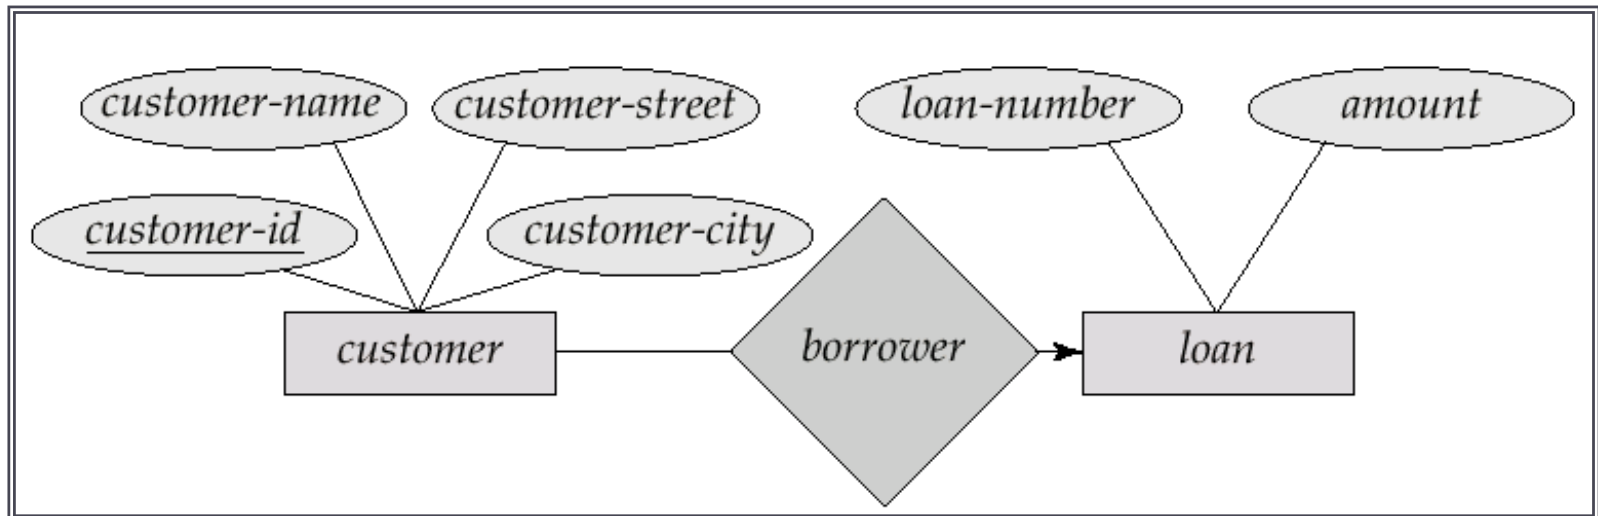 customer-name customer-street loan-number amount
customer-id customer-city
customer borrower loan